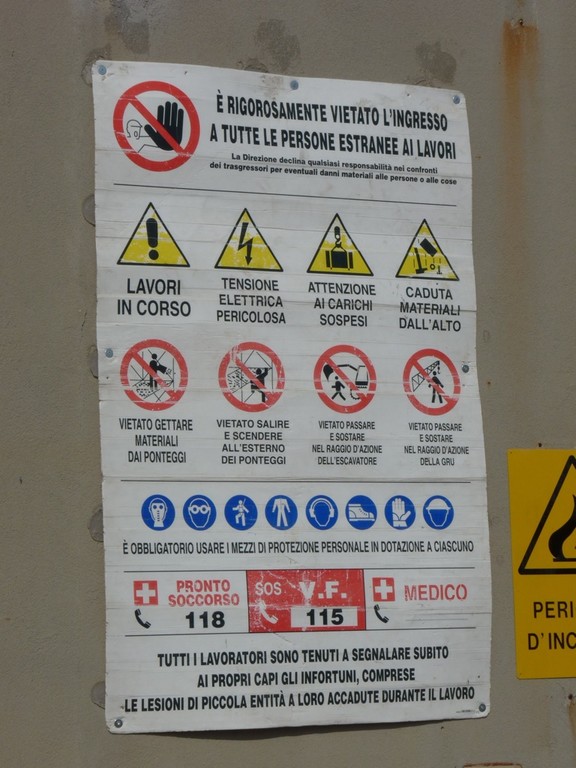 È RIGOROSAMENTE VIETATO L'INGRESSO
A TUTTE LE PERSONE ESTRANEE AI LAVORI
La Direzione declina qualsiasi responsabilità nei confronti
dei trasgressori per eventuali danni materiali alle persone o alle cose
LAVORI
IN CORSO
TENSIONE
ELETTRICA
PERICOLOSA
ATTENZIONE
AI CARICHI
SOSPESI
CADUTA
MATERIALI
DALL'ALTO
VIETATO GETTARE
MATERIALI
DAI PONTEGGI
VIETATO SALIRE
E SCENDERE
ALL'ESTERNO
DEI PONTEGGI
VIETATO PASSARE
E SOSTARE
NEL RAGGIO D'AZIONE
DELL'ESCAVATORE
VIETATO PASSARE
E SOSTARE
NEL RAGGIO D'AZIONE
DELLA GRU
È OBBLIGATORIO USARE I MEZZI DI PROTEZIONE PERSONALE IN DOTAZIONE A CIASCUNO
PRONTO
SOCCORSO
118
SOS V.F.
115
MEDICO
TUTTI I LAVORATORI SONO TENUTI A SEGNALARE SUBITO
AI PROPRI CAPI GLI INFORTUNI, COMPRESE
LE LESIONI DI PICCOLA ENTITÀ A LORO ACCADUTE DURANTE IL LAVORO
PERI
D'INC